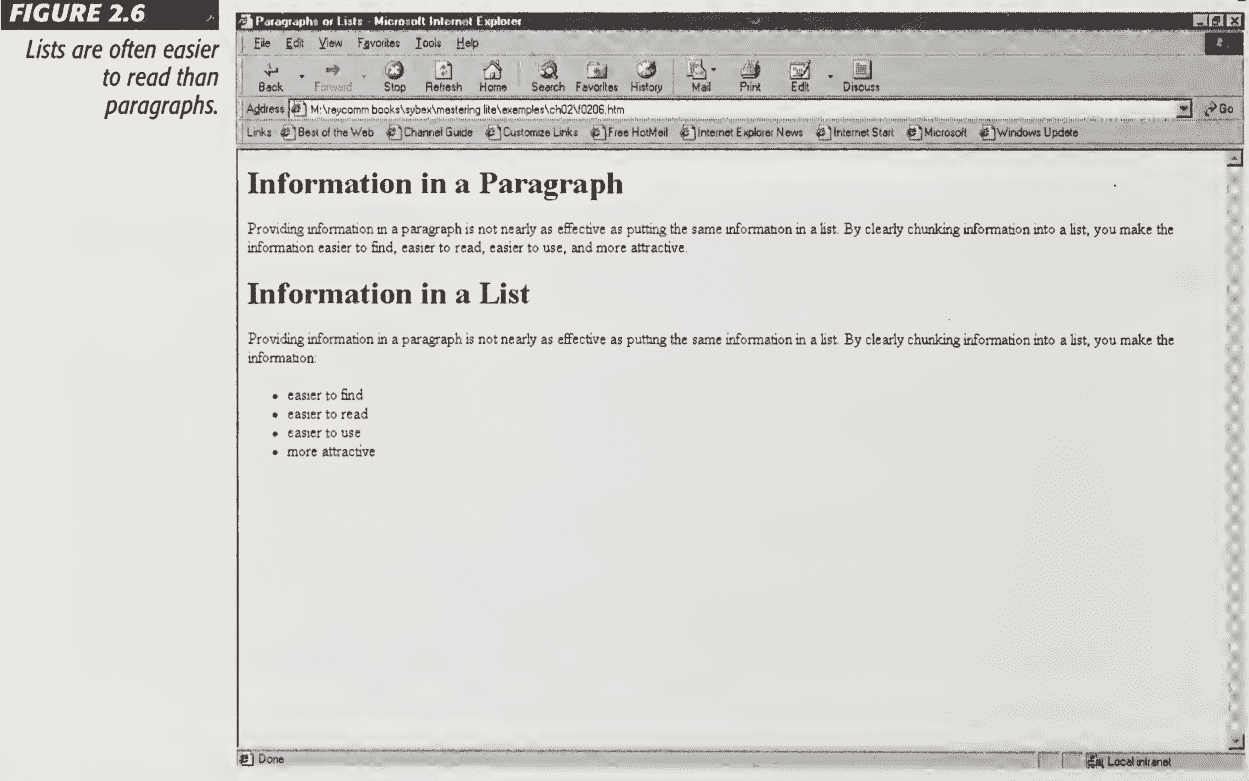 FIGURE 2.6
Lists are often easier
to read than
paragraphs.
Paragraphs or Lists - Microsoft Internet Explorer
File Edit View Favorites Tools Help
Back Forward Stop Refresh Home Search Favorites History Mail Print Edit Discuss
Address M:\raycomm books\sybex\mastering lite\examples\ch02\f0206.htm Go
Links Best of the Web Channel Guide Customize Links Free HotMail Internet Explorer News Internet Start Microsoft Windows Update
Information in a Paragraph
Providing information in a paragraph is not nearly as effective as putting the same information in a list. By clearly chunking information into a list, you make the
information easier to find, easier to read, easier to use, and more attractive.
Information in a List
Providing information in a paragraph is not nearly as effective as putting the same information in a list. By clearly chunking information into a list, you make the
information:
• easier to find
• easier to read
• easier to use
• more attractive
Done Local intranet